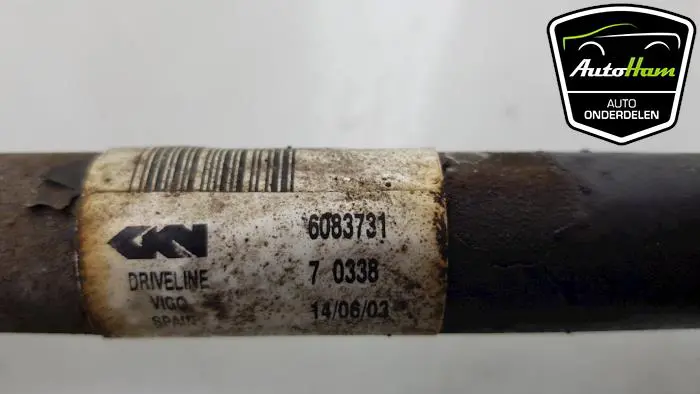 AutoHam
AUTO
ONDERDELEN
GKN
DRIVELINE
VIGO
SPAIN
6083731
7 0338
14/06/03